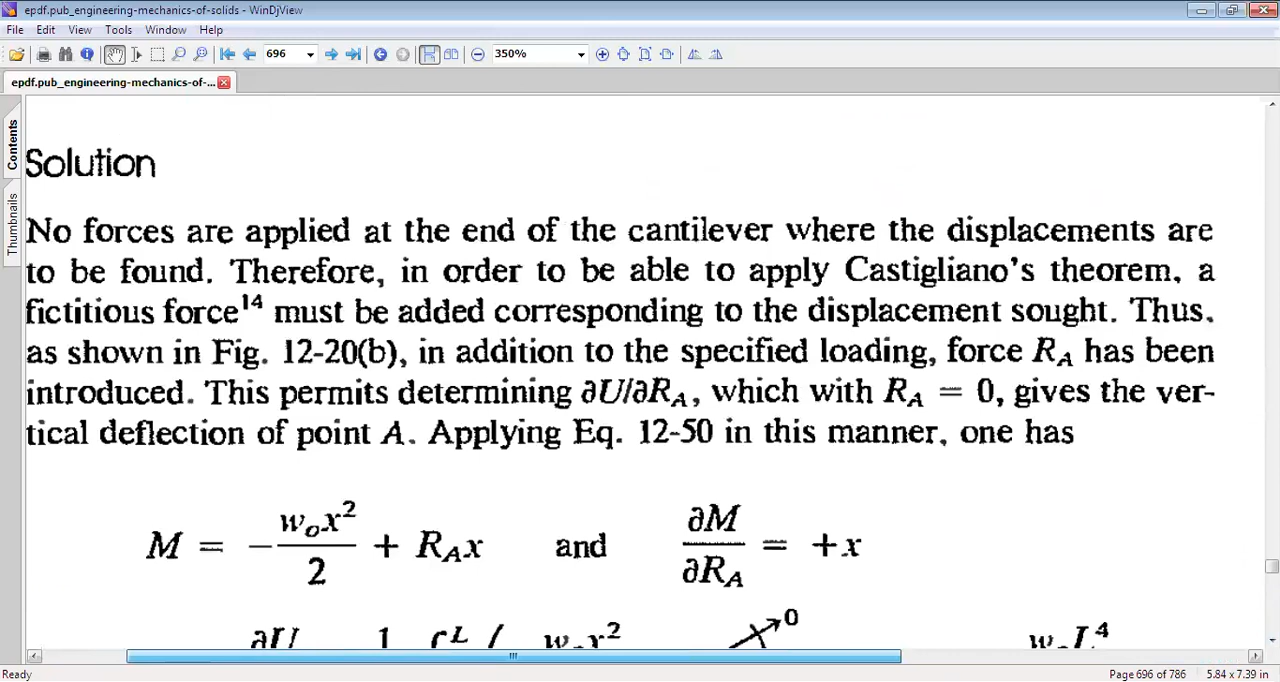 epdf.pub_engineering-mechanics-of-solids - WinDjView
File Edit View Tools Window Help
696 350%
epdf.pub_engineering-mechanics-of-...
Contents
Thumbnails
Solution
No forces are applied at the end of the cantilever where the displacements are
to be found. Therefore, in order to be able to apply Castigliano's theorem, a
fictitious force¹⁴ must be added corresponding to the displacement sought. Thus,
as shown in Fig. 12-20(b), in addition to the specified loading, force R_A has been
introduced. This permits determining ∂U/∂R_A, which with R_A = 0, gives the ver-
tical deflection of point A. Applying Eq. 12-50 in this manner, one has
M = -w_o x²/2 + R_A x and ∂M/∂R_A = +x
∂U 1 ∫ L ( w_o x² 0 w_o L⁴
Ready Page 696 of 786 5.84 x 7.39 in